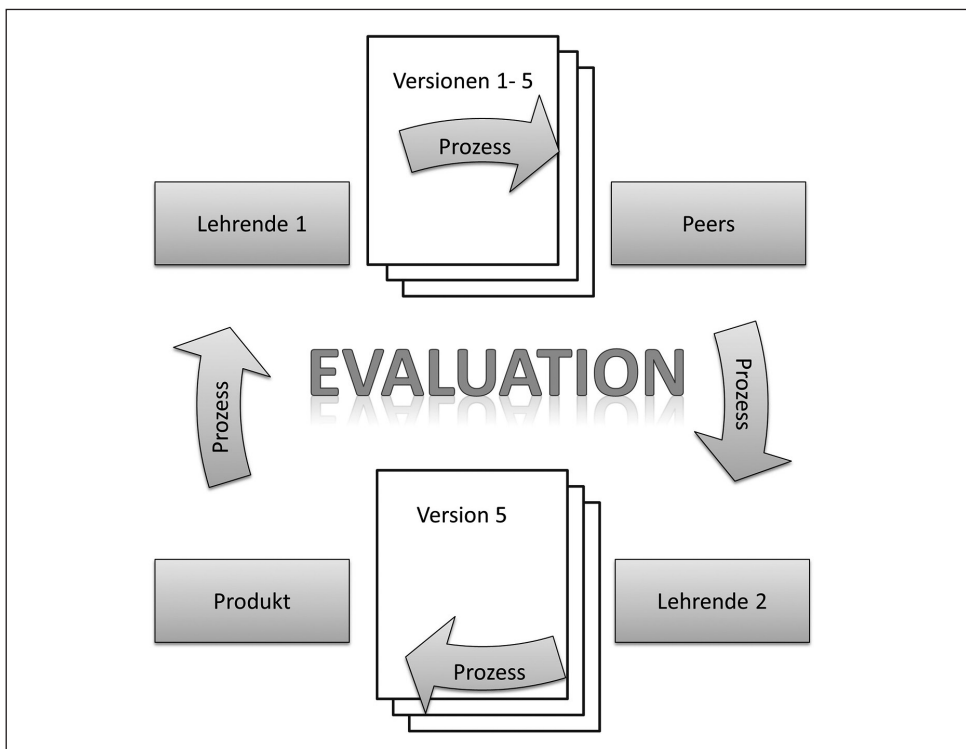 Versionen 1- 5
Prozess
Lehrende 1
Peers
EVALUATION
Prozess
Prozess
Version 5
Produkt
Lehrende 2
Prozess